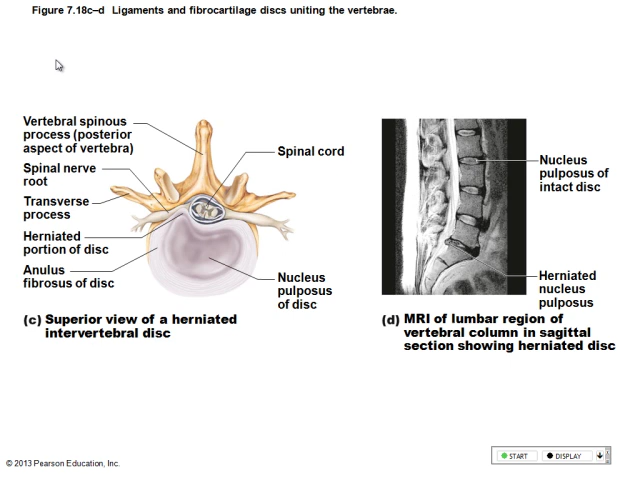 Figure 7.18c–d Ligaments and fibrocartilage discs uniting the vertebrae.
Vertebral spinous
process (posterior
aspect of vertebra)
Spinal nerve
root
Transverse
process
Herniated
portion of disc
Anulus
fibrosus of disc
Spinal cord
Nucleus
pulposus
of disc
(c) Superior view of a herniated
intervertebral disc
Nucleus
pulposus of
intact disc
Herniated
nucleus
pulposus
(d) MRI of lumbar region of
vertebral column in sagittal
section showing herniated disc
© 2013 Pearson Education, Inc.
START DISPLAY